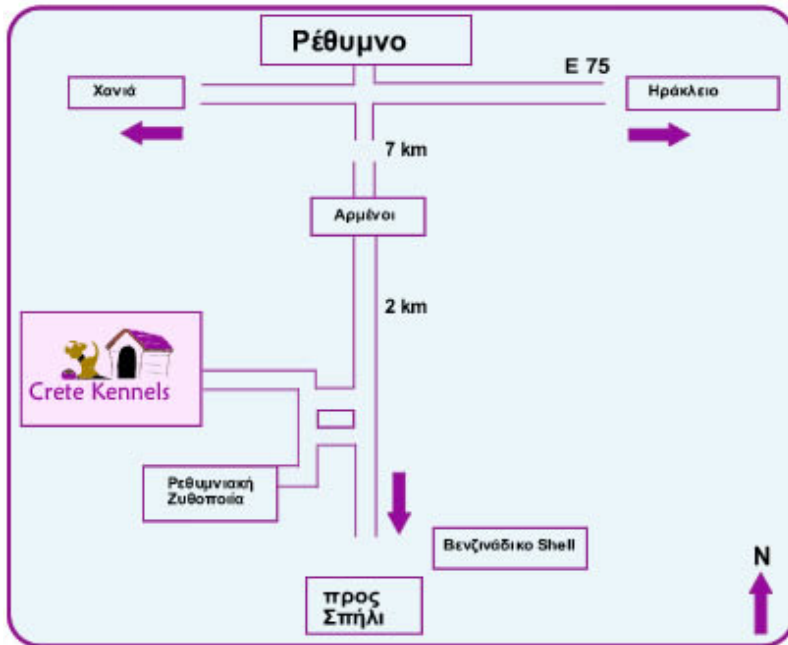 Ρέθυμνο
E 75
Χανιά
Ηράκλειο
7 km
Αρμένοι
2 km
Crete Kennels
Ρεθυμνιακή
Ζυθοποιία
Βενζινάδικο Shell
N
προς
Σπήλι